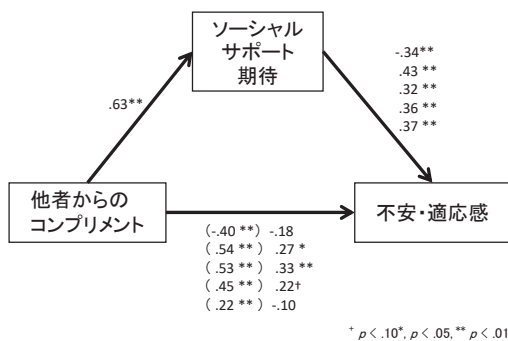 ソーシャル
サポート
期待
.63**
-.34**
.43 **
.32 **
.36 **
.37 **
他者からの
コンプリメント
不安・適応感
(-.40 **) -.18
( .54 **) .27 *
( .53 **) .33 **
( .45 **) .22†
( .22 **) -.10
⁺ p < .10*, p < .05, ** p < .01